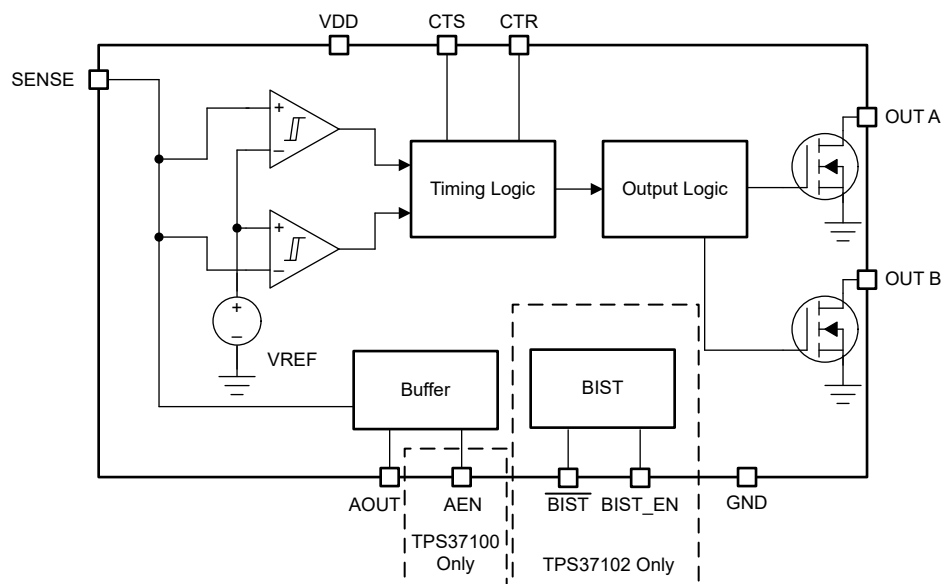 VDD
CTS
CTR
SENSE
OUT A
+
−
Timing Logic
Output Logic
+
−
OUT B
+
−
VREF
Buffer
BIST
AOUT
AEN
BIST
BIST_EN
GND
TPS37100
Only
TPS37102 Only